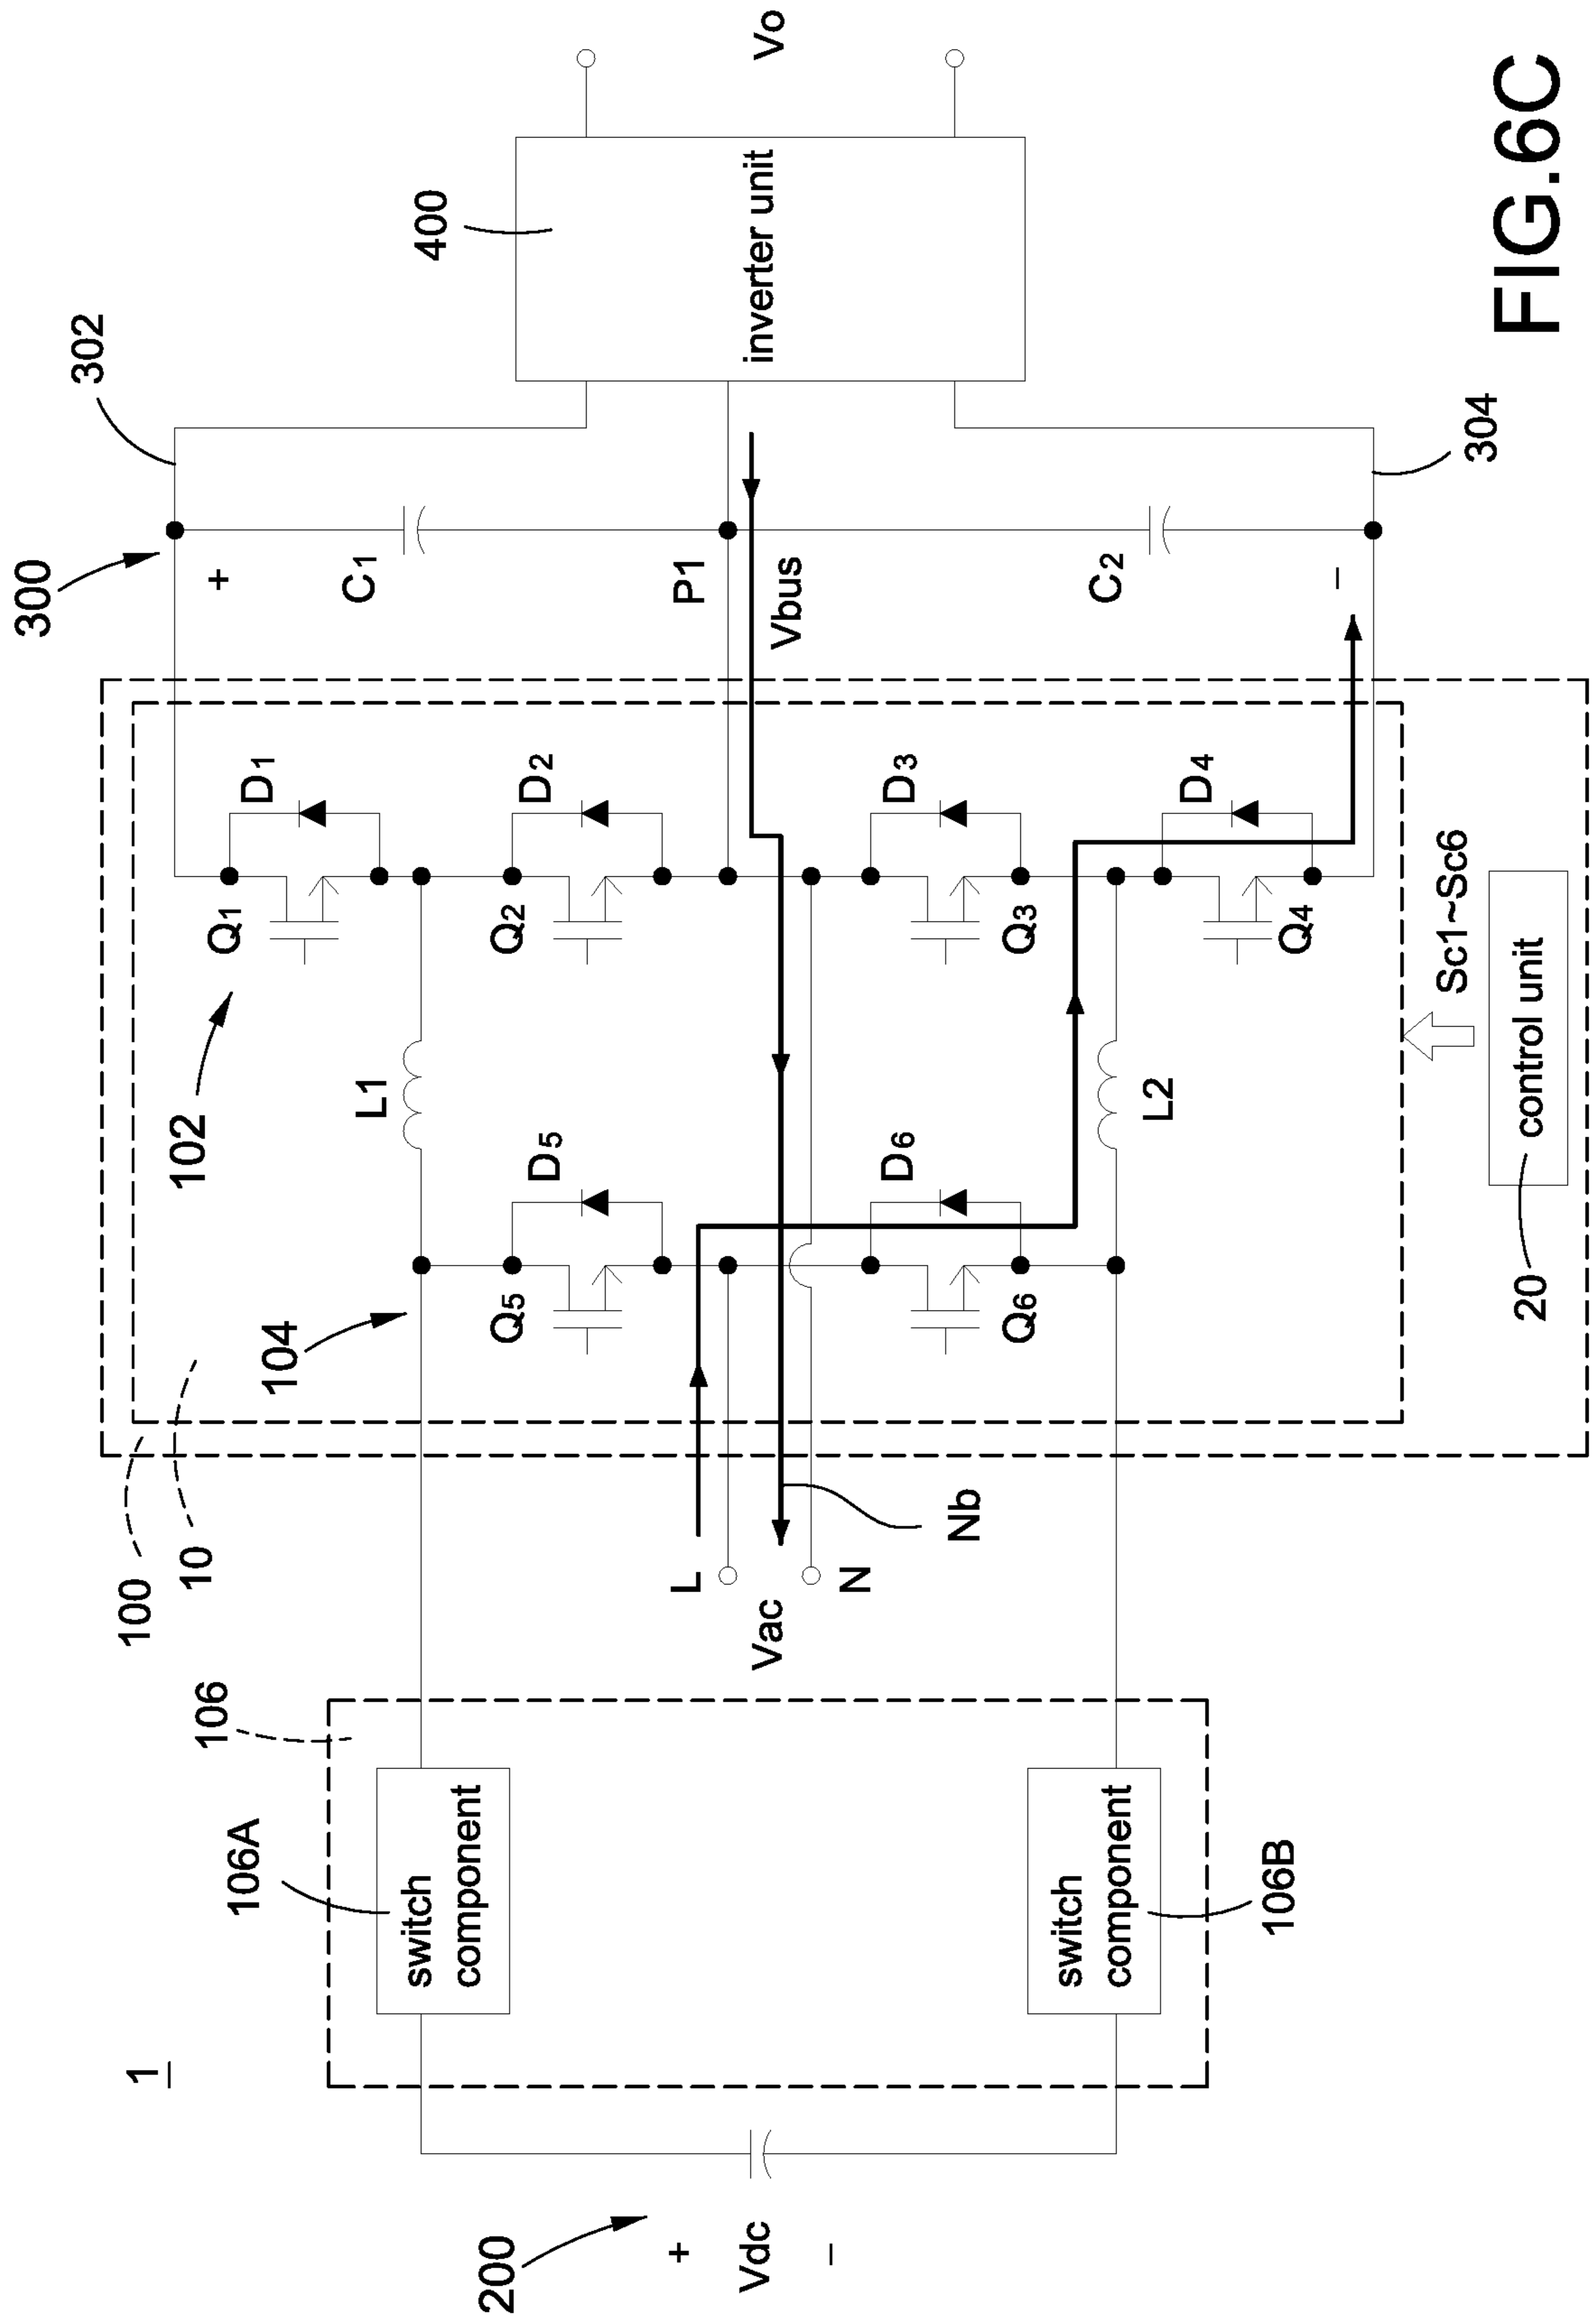 1
200
+
Vdc
−
106
106A
switch
component
switch
component
106B
100
10
L
Vac
N
Nb
104
102
Q5
D5
Q6
D6
L1
L2
Q1
D1
Q2
D2
Q3
D3
Q4
D4
Sc1~Sc6
20
control unit
300
302
+
C1
P1
Vbus
C2
−
304
400
inverter unit
Vo
FIG.6C